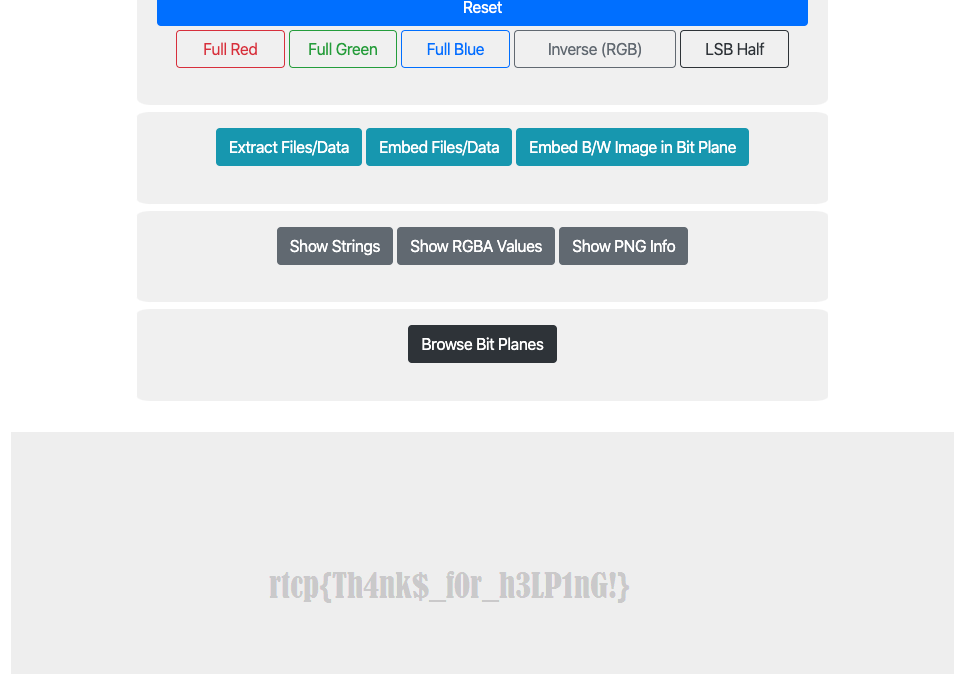 Reset
Full Red Full Green Full Blue Inverse (RGB) LSB Half
Extract Files/Data Embed Files/Data Embed B/W Image in Bit Plane
Show Strings Show RGBA Values Show PNG Info
Browse Bit Planes
rtcp{Th4nk$_f0r_h3LP1nG!}